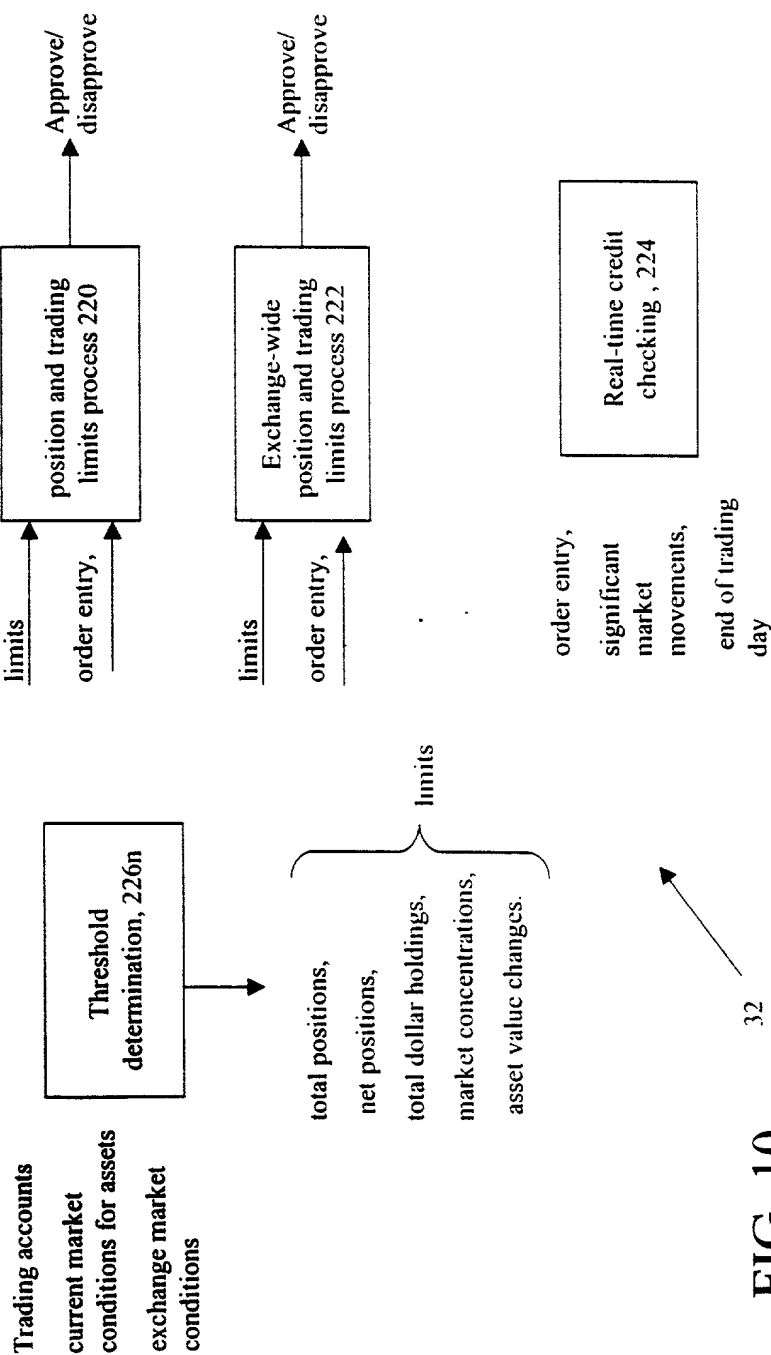 Trading accounts
current market
conditions for assets
exchange market
conditions
Threshold
determination, 226n
total positions,
net positions,
total dollar holdings,
market concentrations,
asset value changes.
limits
limits
order entry,
position and trading
limits process 220
Approve/
disapprove
limits
order entry,
Exchange-wide
position and trading
limits process 222
Approve/
disapprove
order entry,
significant
market
movements,
end of trading
day
Real-time credit
checking , 224
32
FIG. 10